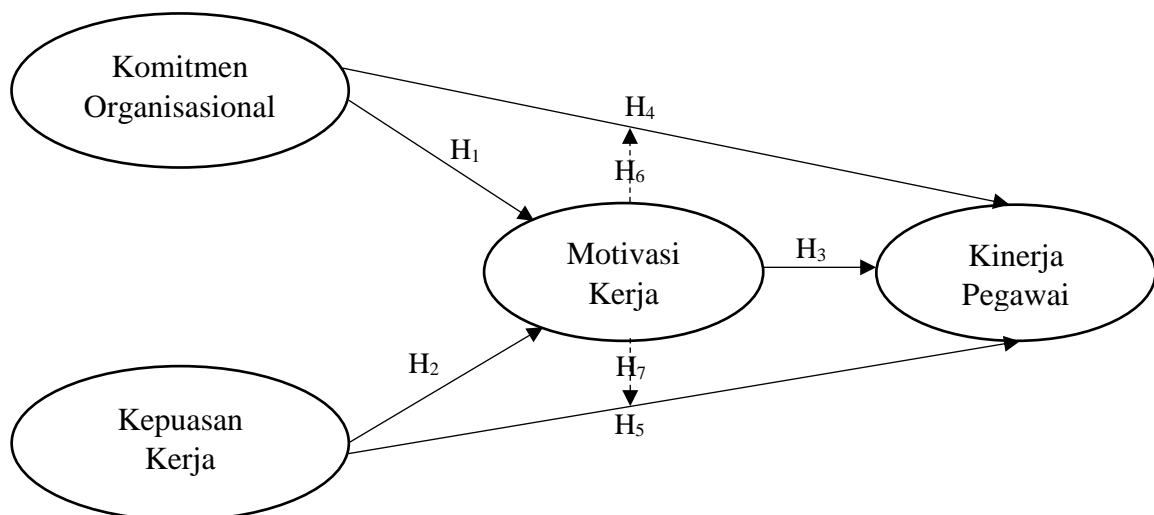 Komitmen
Organisasional
H₄
H₁
H₆
Motivasi
Kerja
H₃
Kinerja
Pegawai
H₂
H₇
Kepuasan
Kerja
H₅